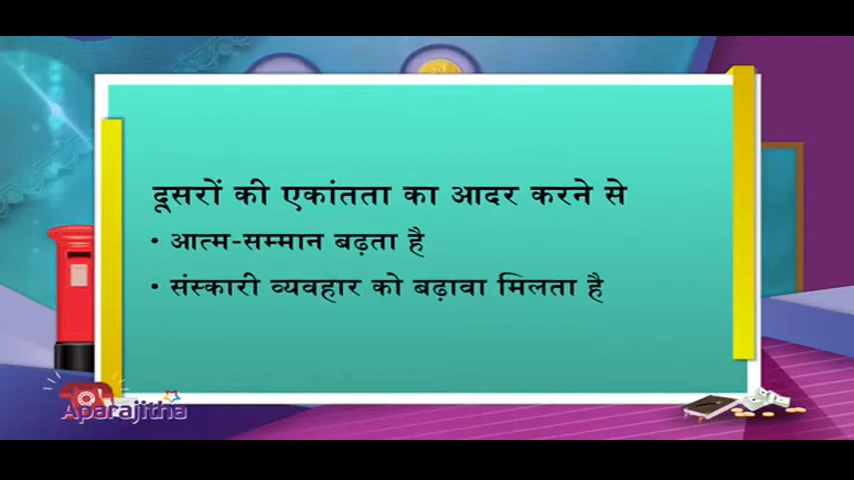 दूसरों की एकांतता का आदर करने से
• आत्म-सम्मान बढ़ता है
• संस्कारी व्यवहार को बढ़ावा मिलता है
Aparajitha